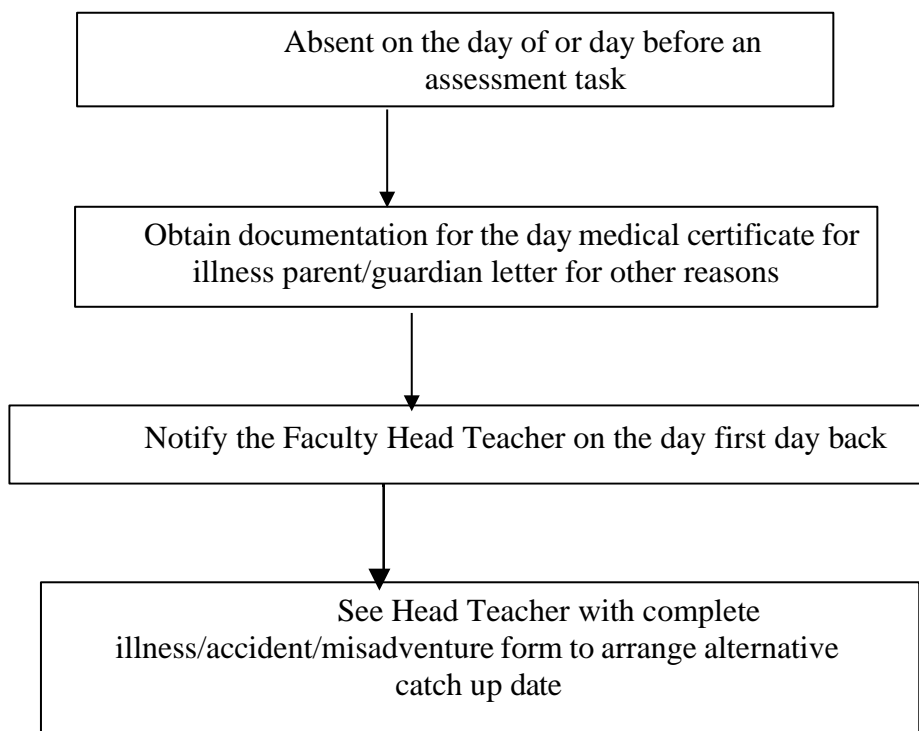 Absent on the day of or day before an
assessment task
Obtain documentation for the day medical certificate for
illness parent/guardian letter for other reasons
Notify the Faculty Head Teacher on the day first day back
See Head Teacher with complete
illness/accident/misadventure form to arrange alternative
catch up date